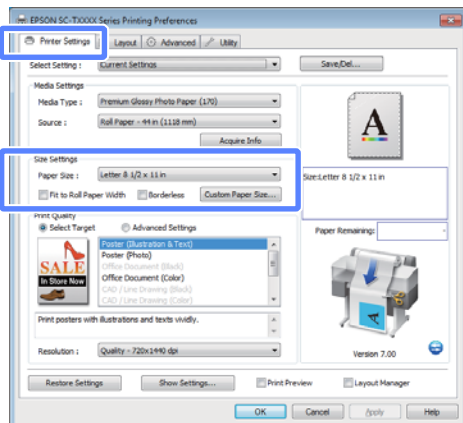 EPSON SC-TXXXX Series Printing Preferences
Printer Settings Layout Advanced Utility
Select Setting : Current Settings Save/Del...
Media Settings
Media Type : Premium Glossy Photo Paper (170)
Source : Roll Paper - 44 in (1118 mm)
Acquire Info
A
Size Settings
Paper Size : Letter 8 1/2 x 11 in
Size:Letter 8 1/2 x 11 in
Fit to Roll Paper Width Borderless Custom Paper Size...
Print Quality
Select Target Advanced Settings
Paper Remaining: -
Poster (Illustration & Text)
Poster (Photo)
Office Document (Black)
Office Document (Color)
CAD / Line Drawing (Black)
CAD / Line Drawing (Color)
SALE
In Store Now
A
Print posters with illustrations and texts vividly.
Resolution : Quality - 720x1440 dpi
Version 7.00
Restore Settings Show Settings... Print Preview Layout Manager
OK Cancel Apply Help